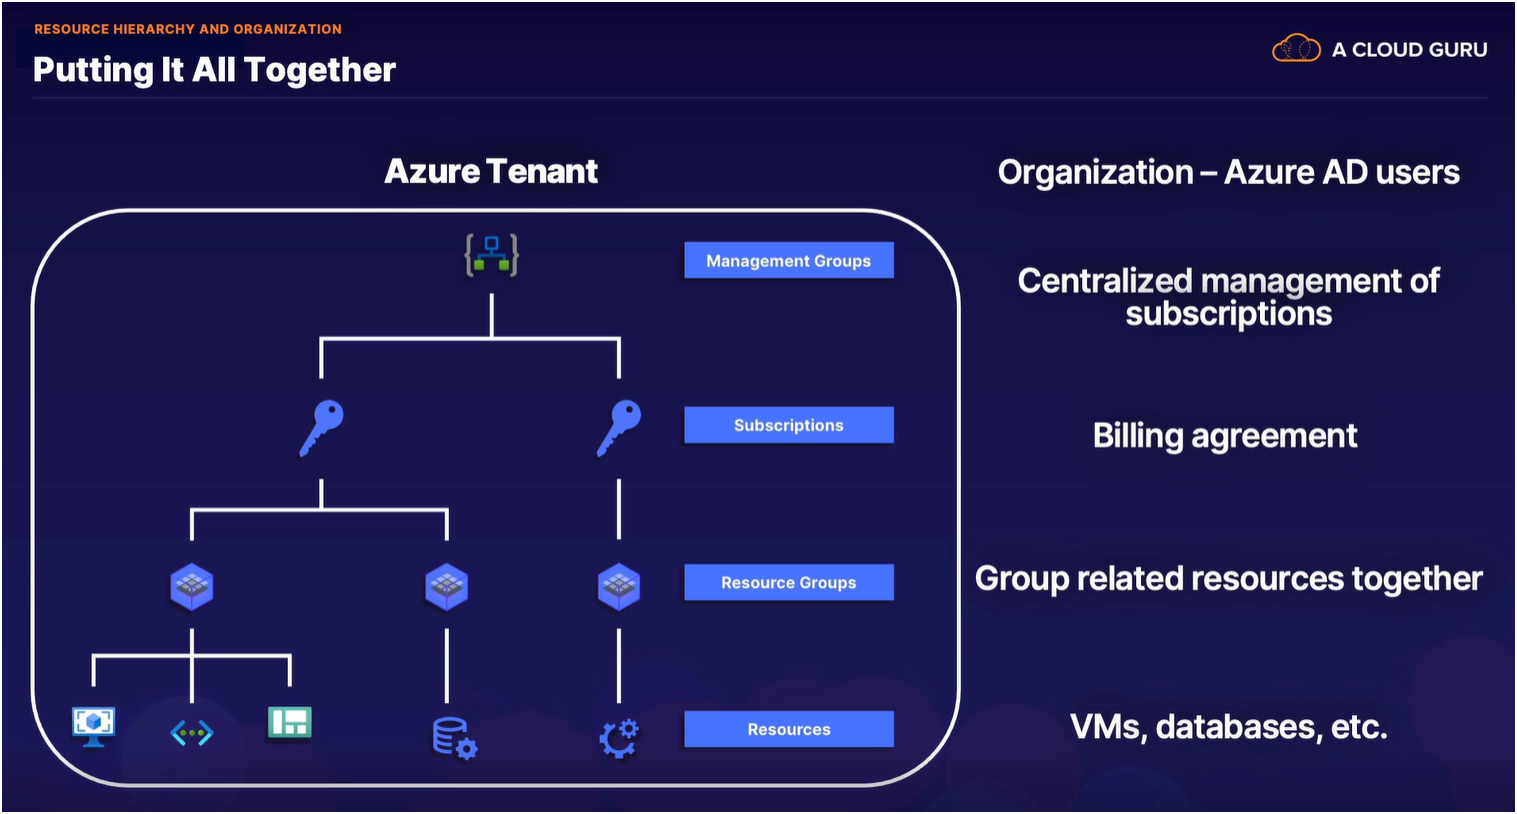 RESOURCE HIERARCHY AND ORGANIZATION
Putting It All Together
A CLOUD GURU
Azure Tenant
Organization – Azure AD users
Management Groups
Centralized management of
subscriptions
Subscriptions
Billing agreement
Resource Groups
Group related resources together
Resources
VMs, databases, etc.